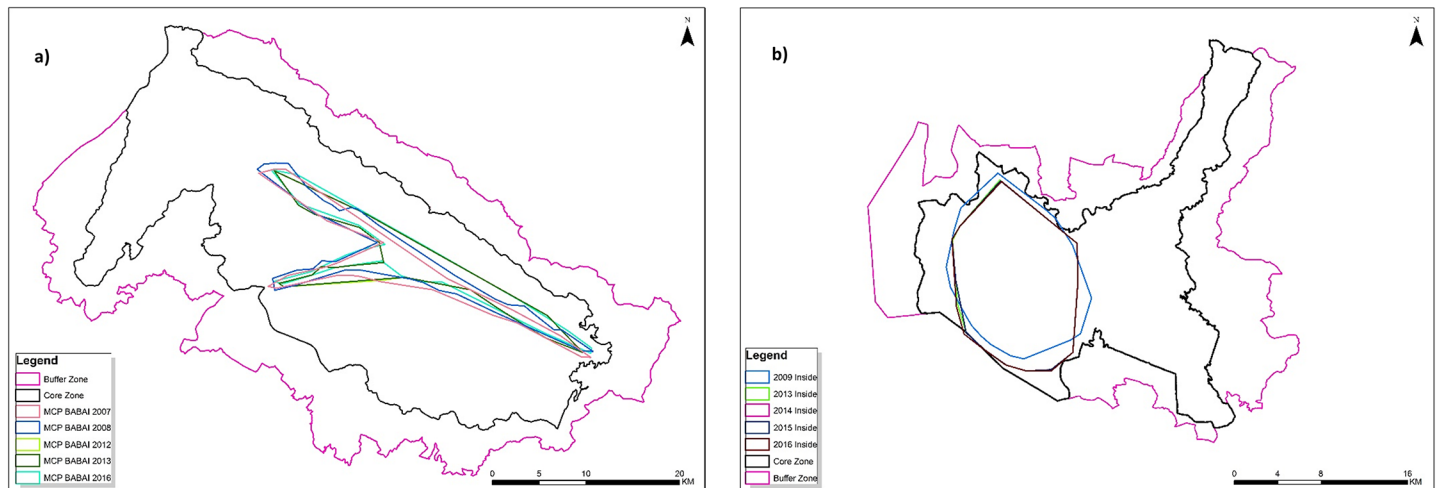 a)
N
Legend
Buffer Zone
Core Zone
MCP BABAI 2007
MCP BABAI 2008
MCP BABAI 2012
MCP BABAI 2013
MCP BABAI 2016
0 5 10 20
KM
b)
N
Legend
2009 Inside
2013 Inside
2014 Inside
2015 Inside
2016 Inside
Core Zone
Buffer Zone
0 4 8 16
KM